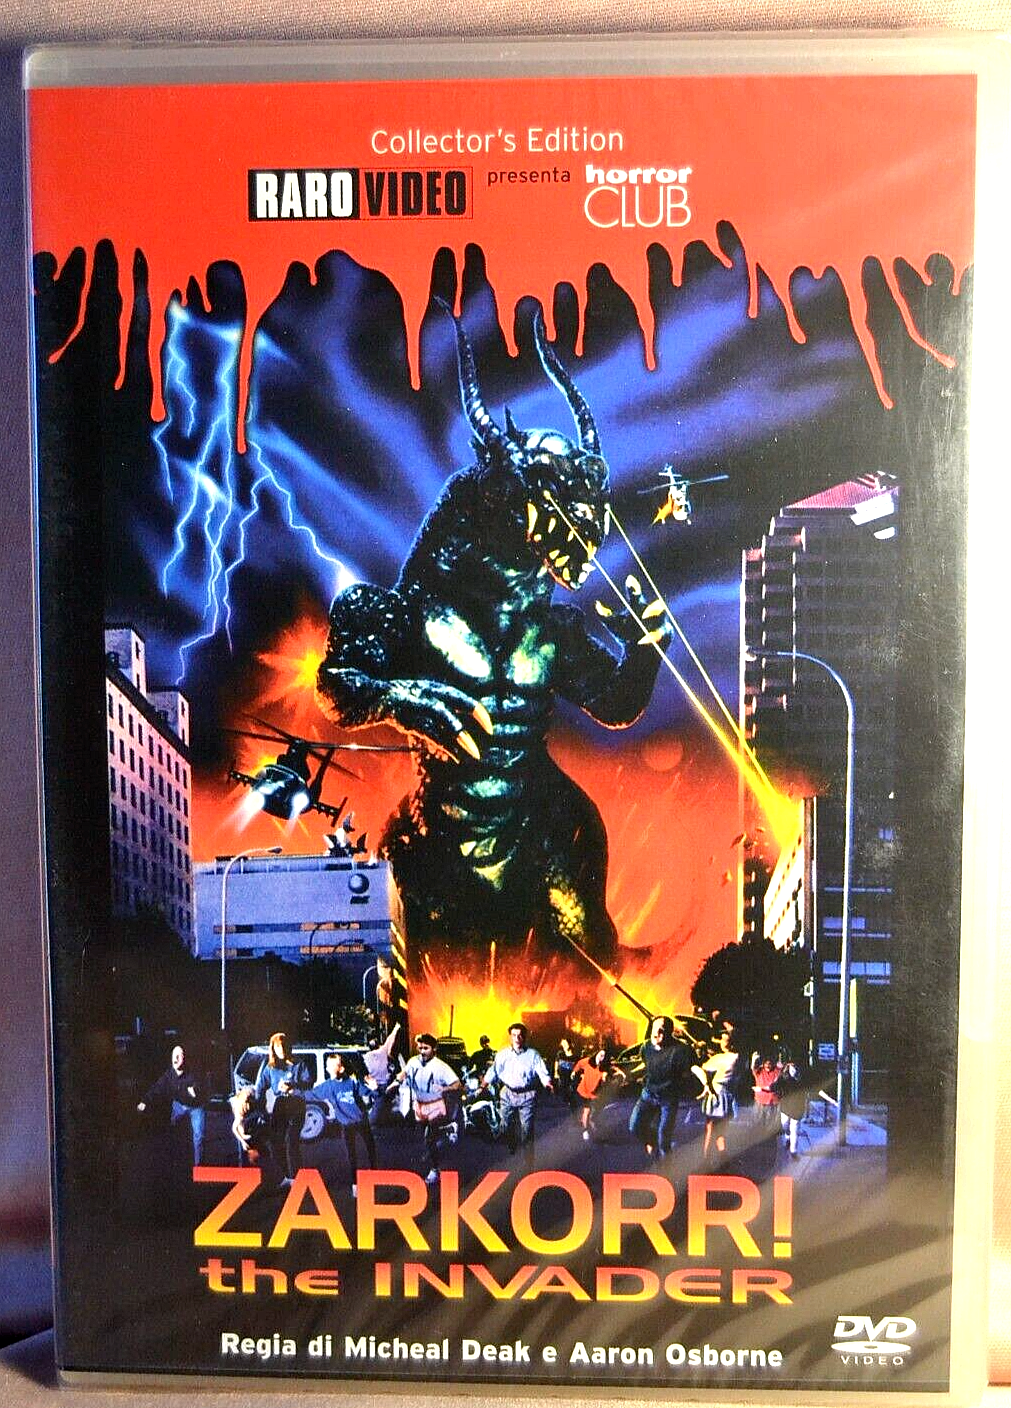 Collector's Edition
RARO VIDEO presenta horror CLUB
ZARKORR!
the INVADER
Regia di Micheal Deak e Aaron Osborne
DVD
VIDEO